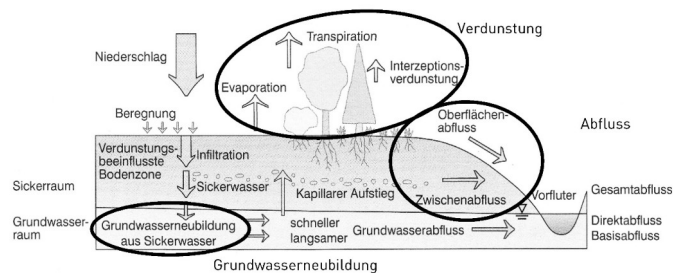 Verdunstung
Transpiration
Niederschlag
Interzeptions-
verdunstung
Evaporation
Beregnung
Oberflächen-
abfluss
Abfluss
Verdunstungs-
beeinflusste
Bodenzone
Infiltration
Sickerraum
Sickerwasser
Kapillarer Aufstieg
Zwischenabfluss
Vorfluter
Gesamtabfluss
Grundwasser-
raum
Grundwasserneubildung
aus Sickerwasser
schneller
langsamer
Grundwasserabfluss
Direktabfluss
Basisabfluss
Grundwasserneubildung